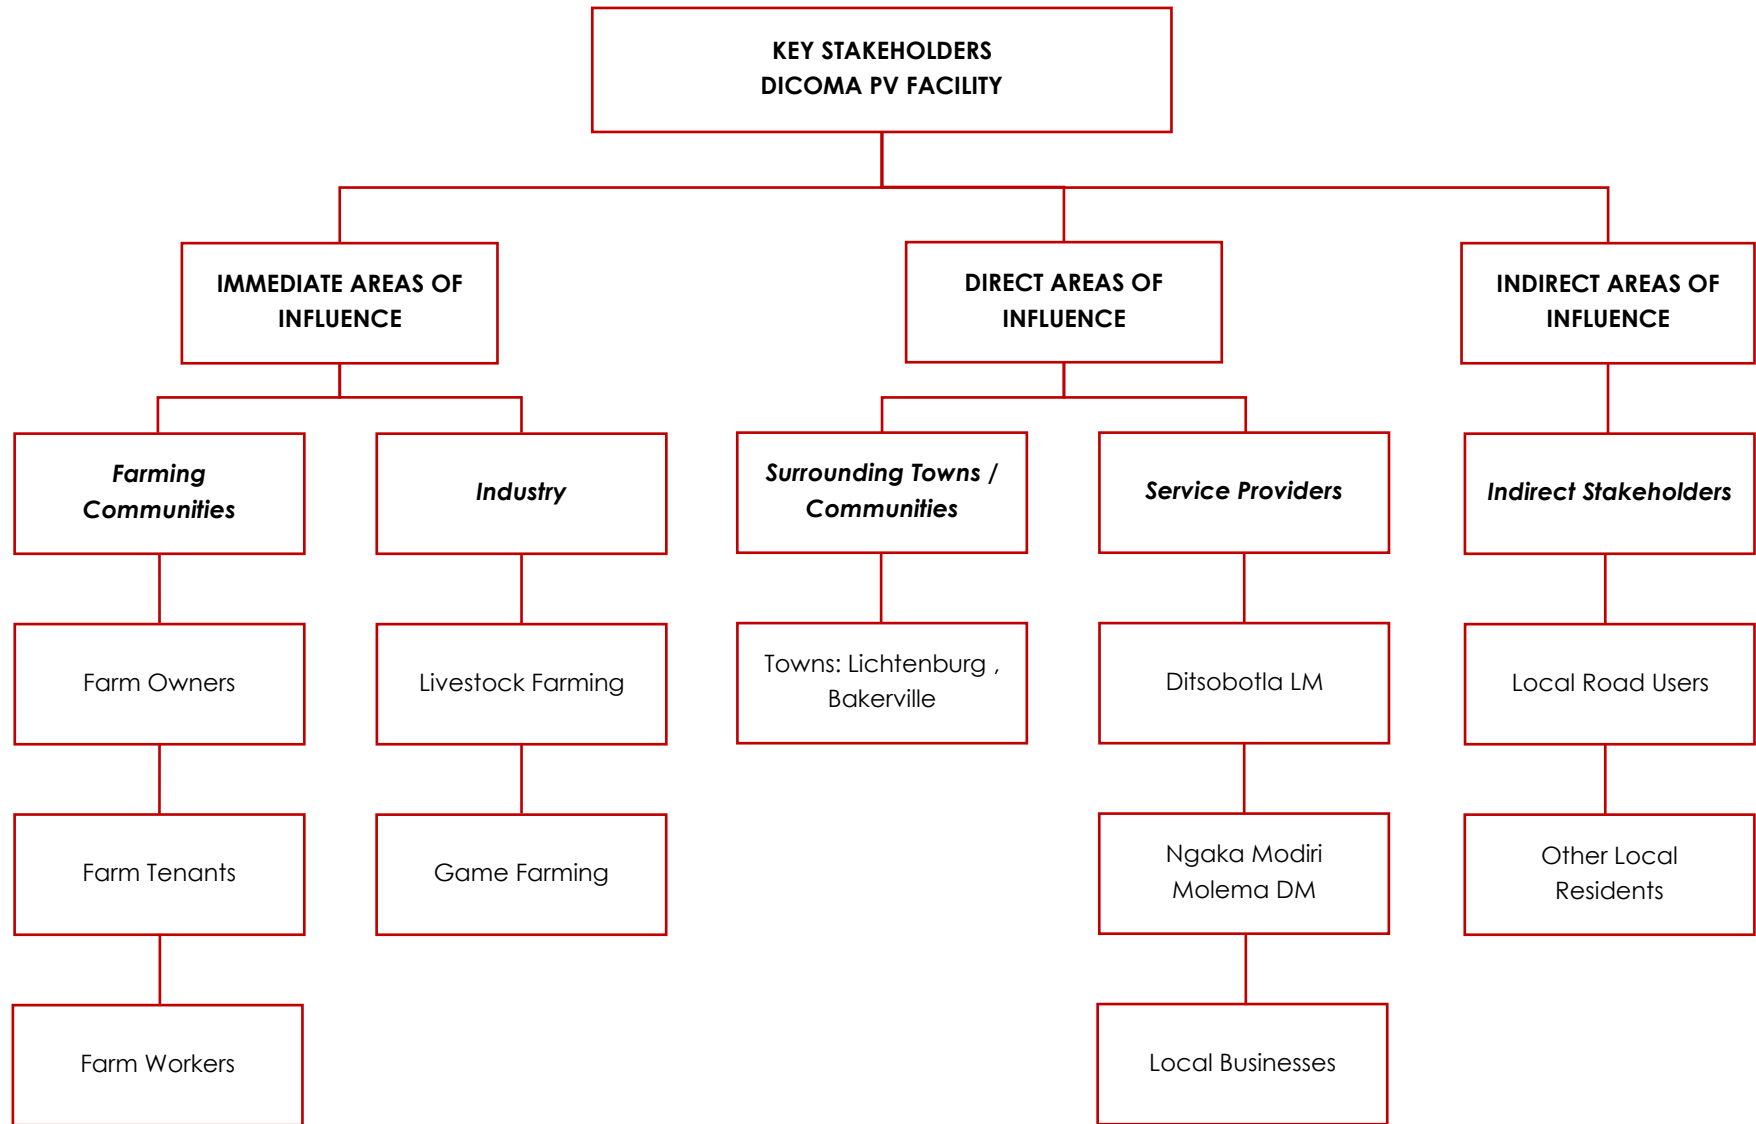 KEY STAKEHOLDERS
DICOMA PV FACILITY
IMMEDIATE AREAS OF
INFLUENCE
DIRECT AREAS OF
INFLUENCE
INDIRECT AREAS OF
INFLUENCE
Farming
Communities
Industry
Surrounding Towns /
Communities
Service Providers
Indirect Stakeholders
Farm Owners
Livestock Farming
Towns: Lichtenburg ,
Bakerville
Ditsobotla LM
Local Road Users
Farm Tenants
Game Farming
Ngaka Modiri
Molema DM
Other Local
Residents
Farm Workers
Local Businesses